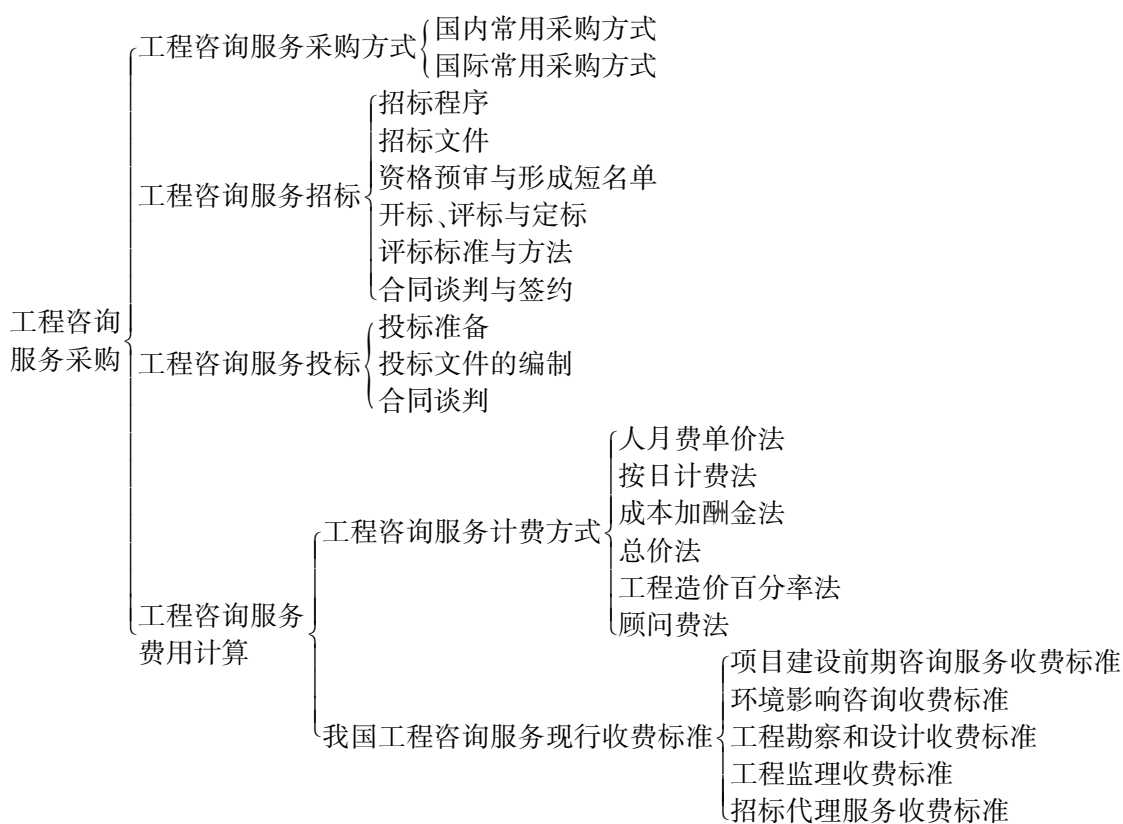 工程咨询
服务采购
工程咨询服务采购方式
国内常用采购方式
国际常用采购方式
工程咨询服务招标
招标程序
招标文件
资格预审与形成短名单
开标、评标与定标
评标标准与方法
合同谈判与签约
工程咨询服务投标
投标准备
投标文件的编制
合同谈判
工程咨询服务
费用计算
工程咨询服务计费方式
人月费单价法
按日计费法
成本加酬金法
总价法
工程造价百分率法
顾问费法
我国工程咨询服务现行收费标准
项目建设前期咨询服务收费标准
环境影响咨询收费标准
工程勘察和设计收费标准
工程监理收费标准
招标代理服务收费标准